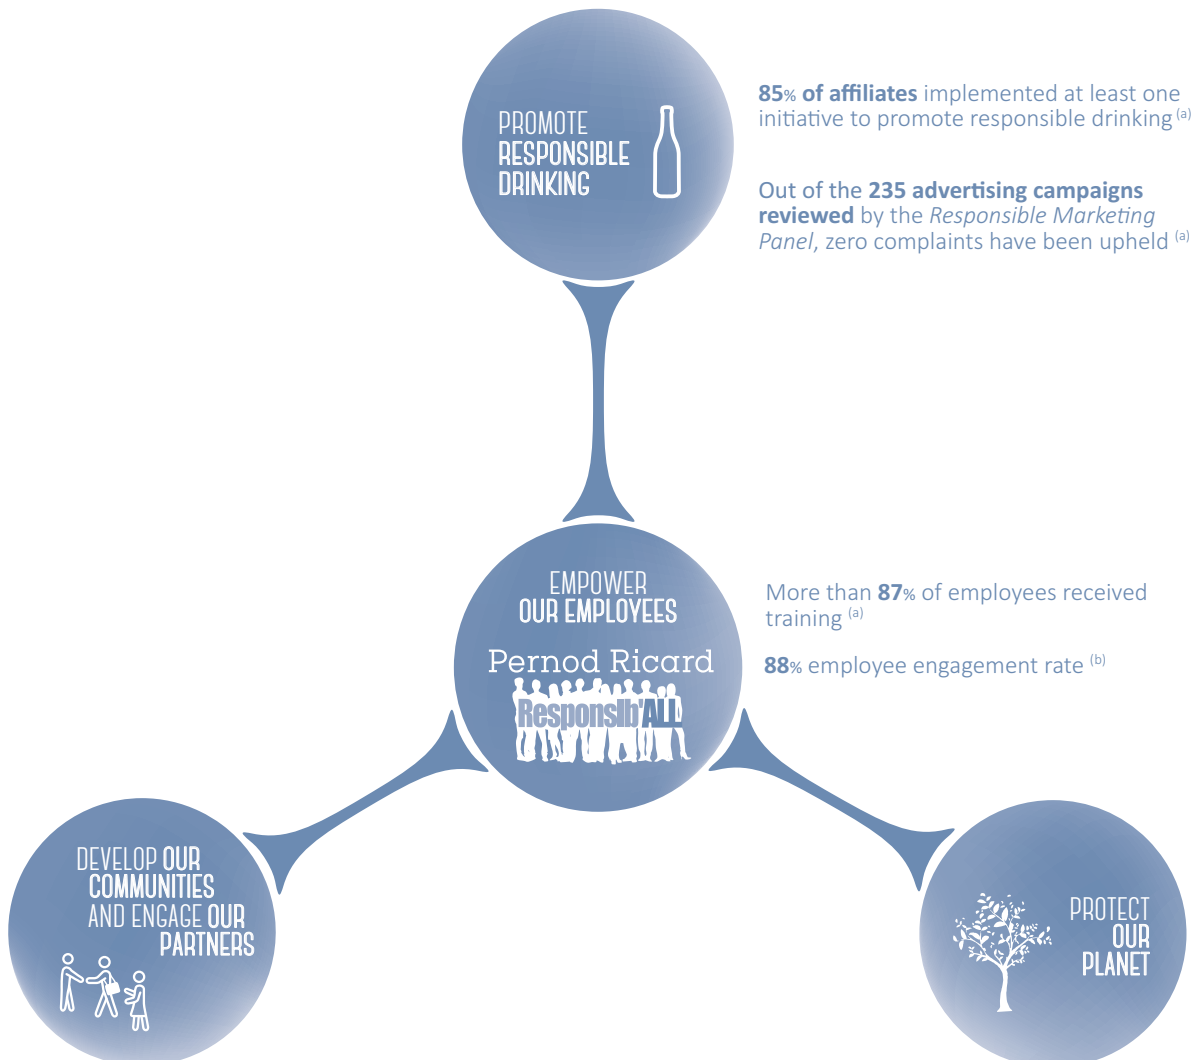 PROMOTE
RESPONSIBLE
DRINKING
85% of affiliates implemented at least one
initiative to promote responsible drinking (a)
Out of the 235 advertising campaigns
reviewed by the Responsible Marketing
Panel, zero complaints have been upheld (a)
EMPOWER
OUR EMPLOYEES
Pernod Ricard
Responsib'ALL
More than 87% of employees received
training (a)
88% employee engagement rate (b)
DEVELOP OUR
COMMUNITIES
AND ENGAGE OUR
PARTNERS
PROTECT
OUR
PLANET